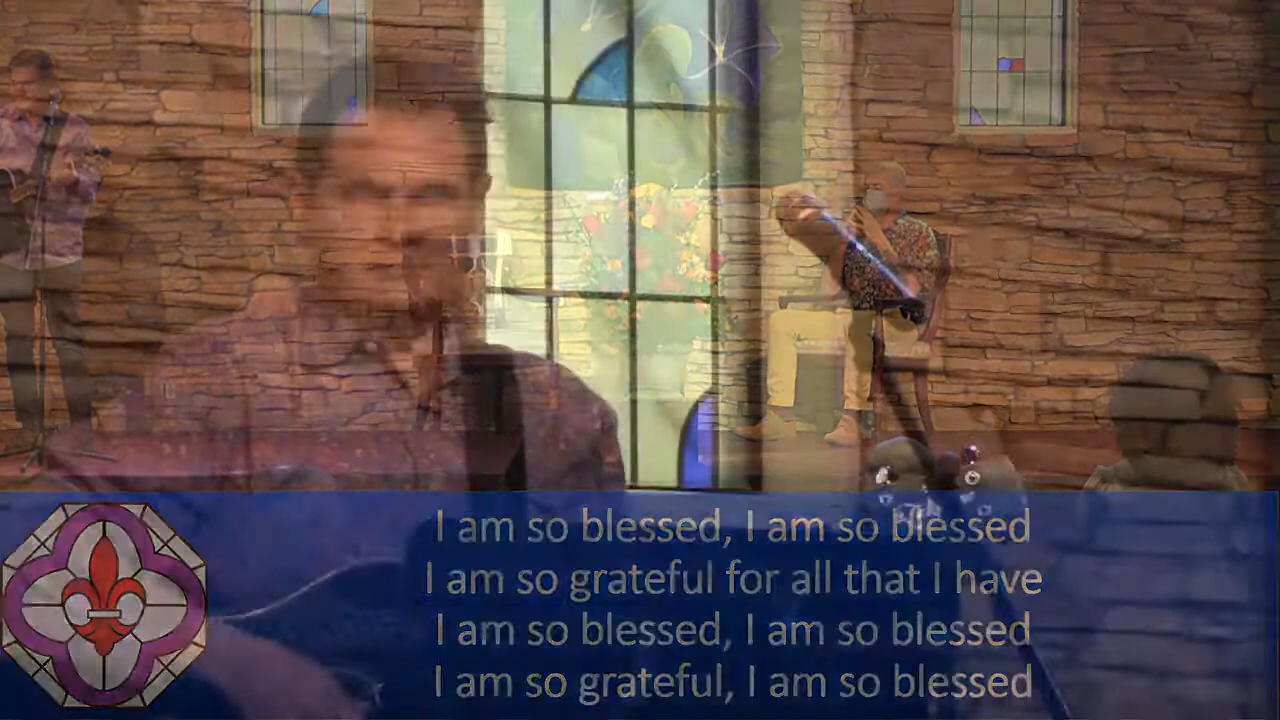 I am so blessed, I am so blessed
I am so grateful for all that I have
I am so blessed, I am so blessed
I am so grateful, I am so blessed